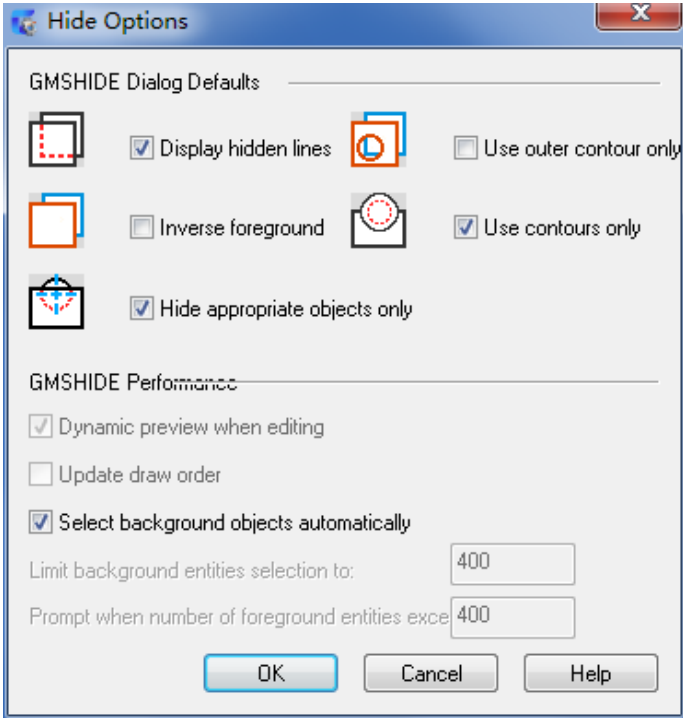 Hide Options
GMSHIDE Dialog Defaults
Display hidden lines
Use outer contour only
Inverse foreground
Use contours only
Hide appropriate objects only
GMSHIDE Performance
Dynamic preview when editing
Update draw order
Select background objects automatically
Limit background entities selection to: 400
Prompt when number of foreground entities exce 400
OK Cancel Help